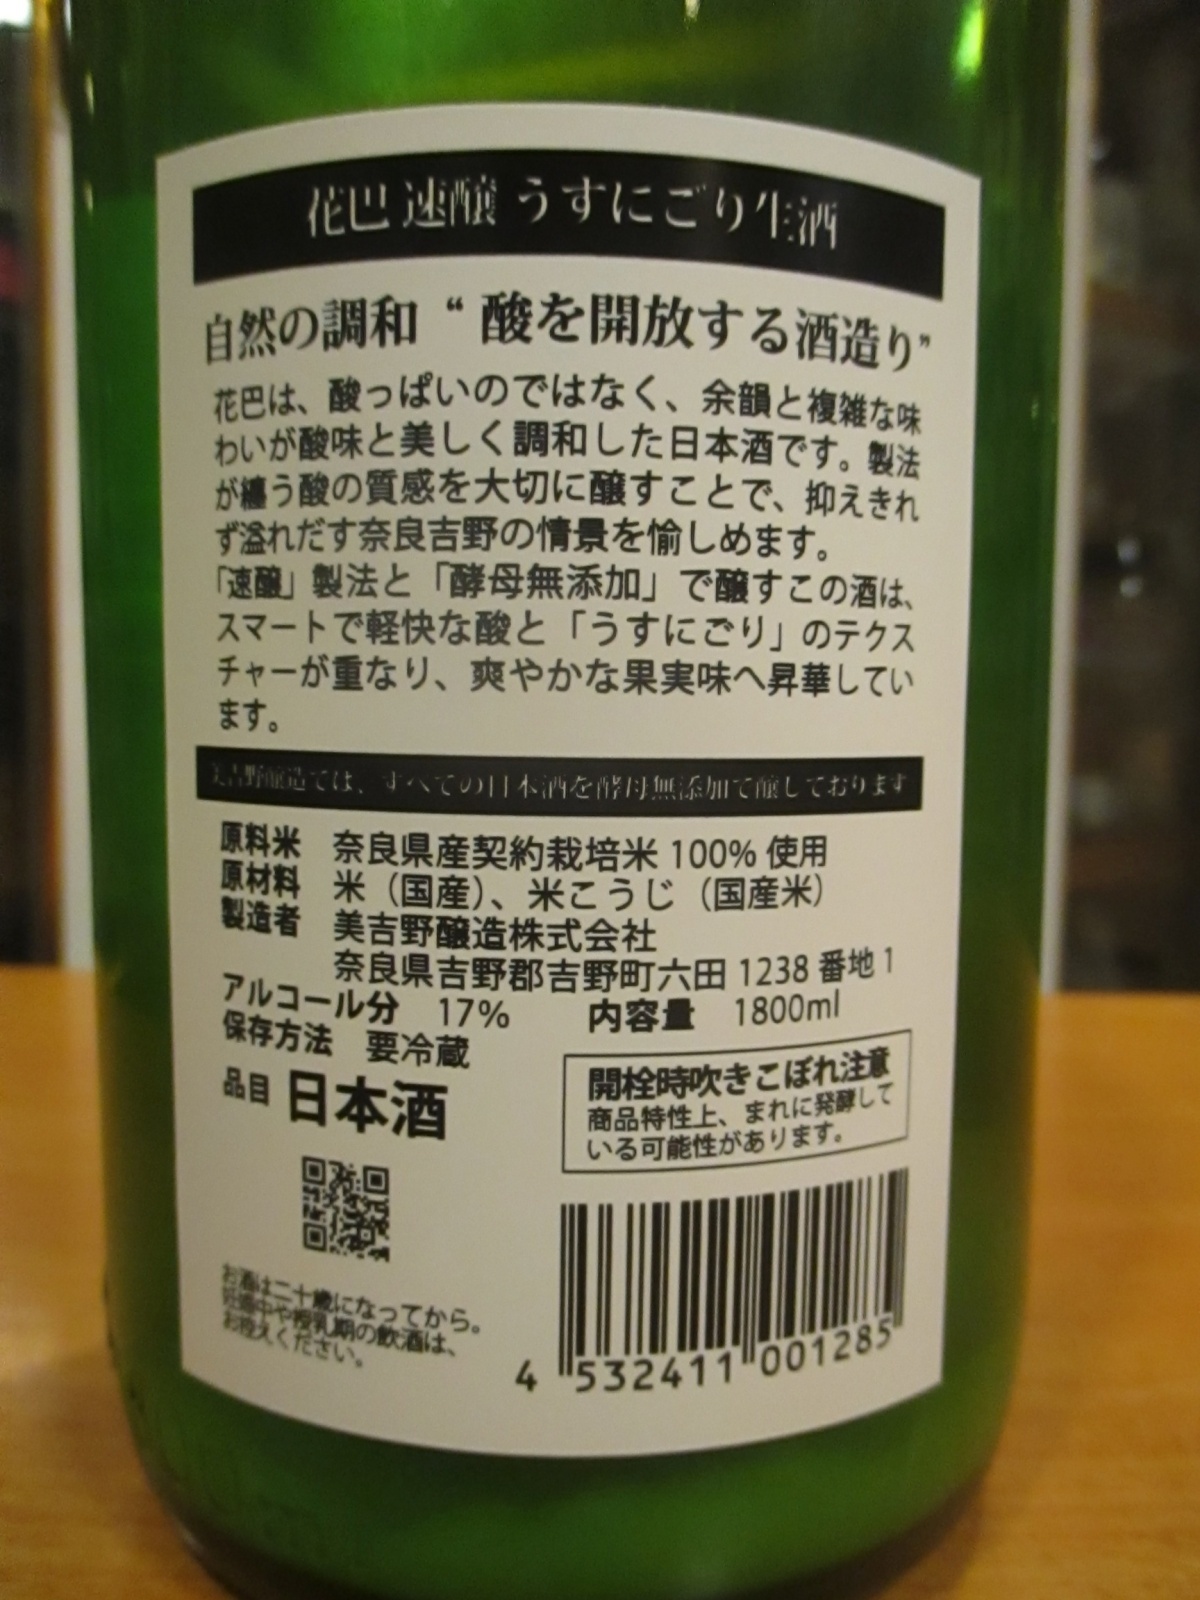 花巴 速醸 うすにごり生酒
自然の調和 “ 酸を開放する酒造り”
花巴は、酸っぱいのではなく、余韻と複雑な味
わいが酸味と美しく調和した日本酒です。製法
が纏う酸の質感を大切に醸すことで、抑えきれ
ず溢れだす奈良吉野の情景を愉しめます。
「速醸」製法と「酵母無添加」で醸すこの酒は、
スマートで軽快な酸と「うすにごり」のテクス
チャーが重なり、爽やかな果実味へ昇華してい
ます。
美吉野醸造では、すべての日本酒を酵母無添加で醸しております
原料米 奈良県産契約栽培米 100% 使用
原材料 米（国産）、米こうじ（国産米）
製造者 美吉野醸造株式会社
奈良県吉野郡吉野町六田 1238 番地 1
アルコール分 17% 内容量 1800ml
保存方法 要冷蔵
品目 日本酒
開栓時吹きこぼれ注意
商品特性上、まれに発酵して
いる可能性があります。
お酒は二十歳になってから。
妊娠中や授乳期の飲酒は、
お控えください。
4 532411 001285